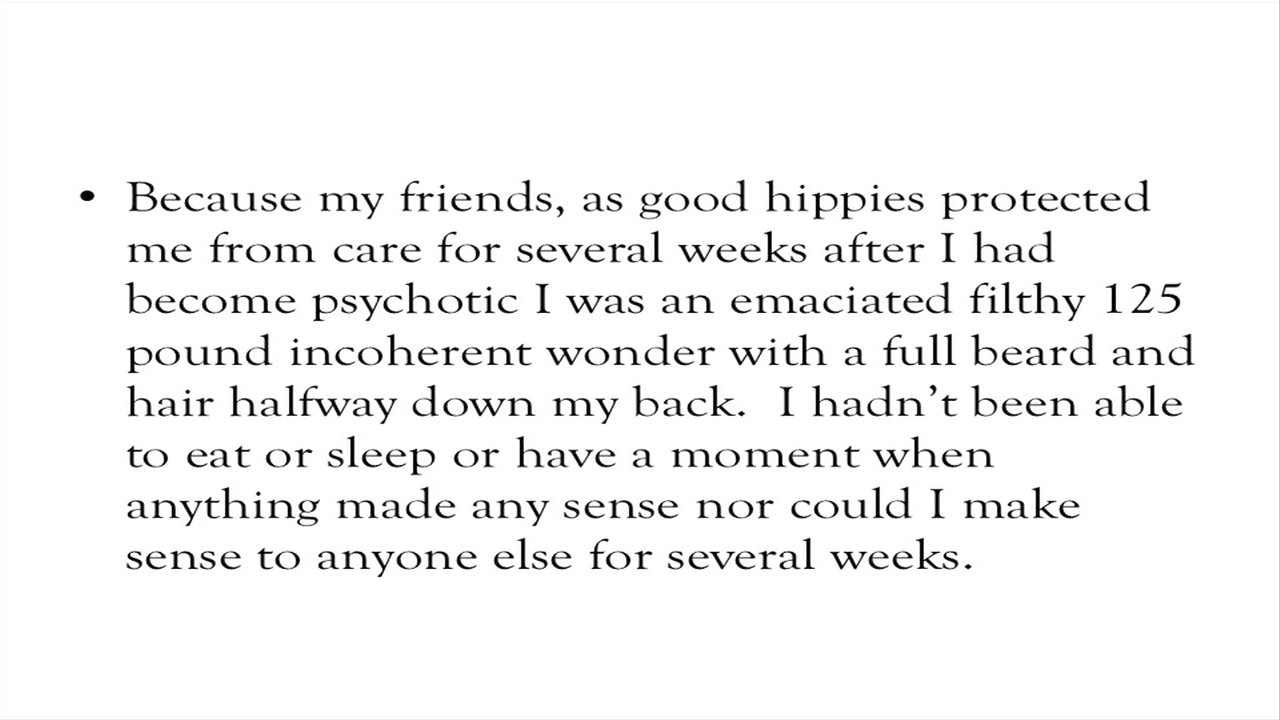 • Because my friends, as good hippies protected
me from care for several weeks after I had
become psychotic I was an emaciated filthy 125
pound incoherent wonder with a full beard and
hair halfway down my back.  I hadn’t been able
to eat or sleep or have a moment when
anything made any sense nor could I make
sense to anyone else for several weeks.